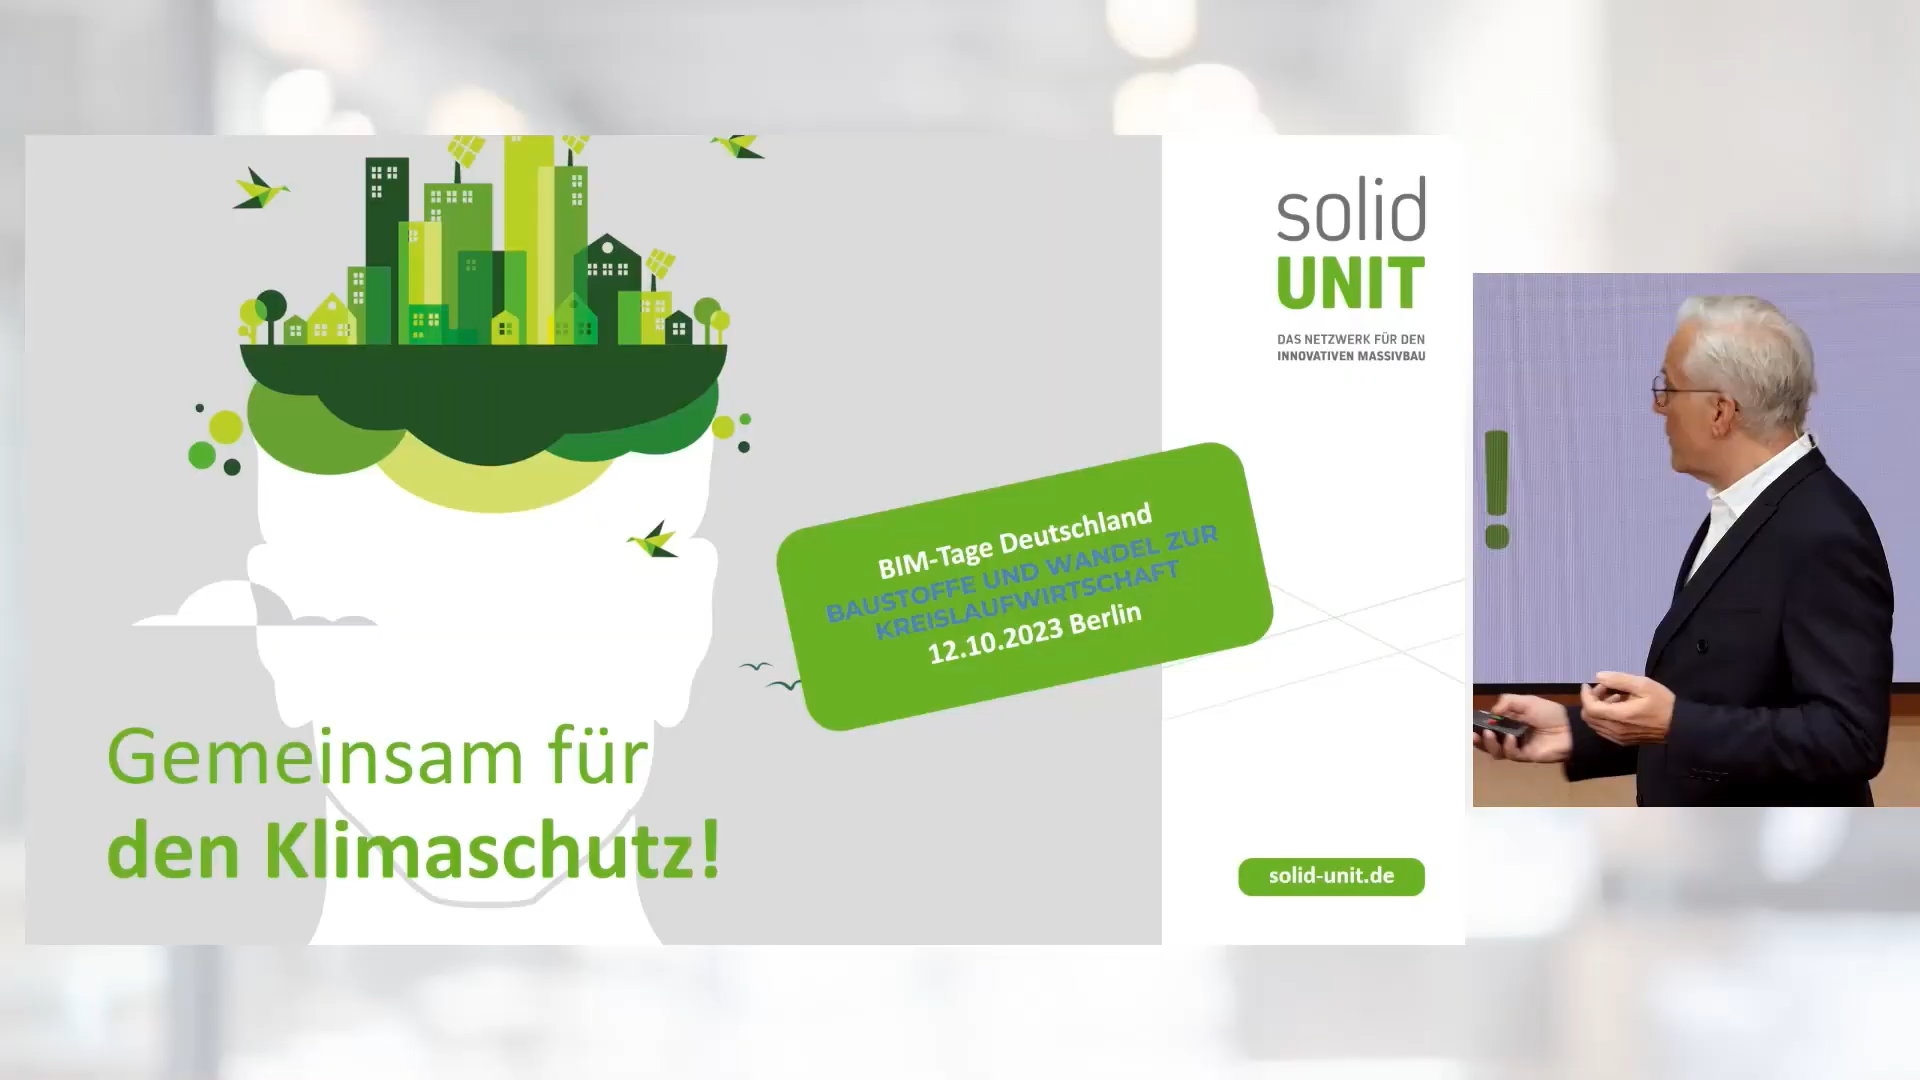 solid
UNIT
DAS NETZWERK FÜR DEN
INNOVATIVEN MASSIVBAU
BIM-Tage Deutschland
BAUSTOFFE UND WANDEL ZUR
KREISLAUFWIRTSCHAFT
12.10.2023 Berlin
Gemeinsam für
den Klimaschutz!
solid-unit.de
!